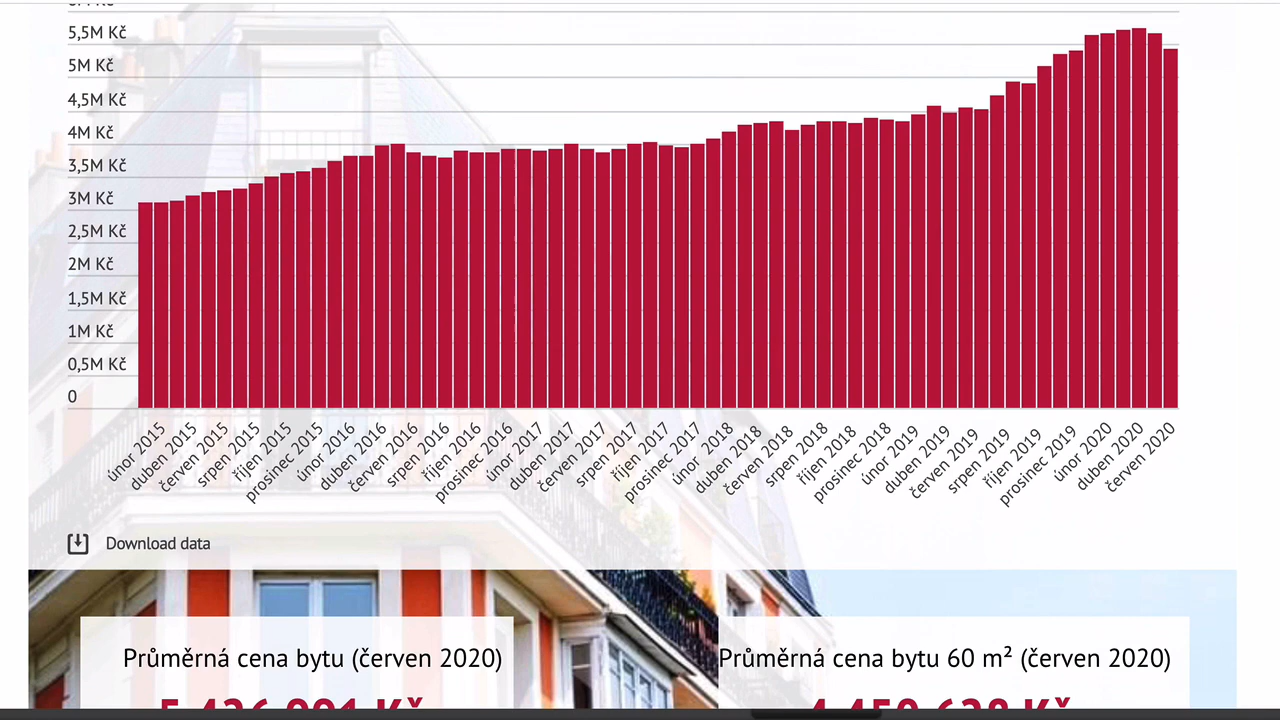 5,5M Kč
5M Kč
4,5M Kč
4M Kč
3,5M Kč
3M Kč
2,5M Kč
2M Kč
1,5M Kč
1M Kč
0,5M Kč
0
únor 2015
duben 2015
červen 2015
srpen 2015
říjen 2015
prosinec 2015
únor 2016
duben 2016
červen 2016
srpen 2016
říjen 2016
prosinec 2016
únor 2017
duben 2017
červen 2017
srpen 2017
říjen 2017
prosinec 2017
únor 2018
duben 2018
červen 2018
srpen 2018
říjen 2018
prosinec 2018
únor 2019
duben 2019
červen 2019
srpen 2019
říjen 2019
prosinec 2019
únor 2020
duben 2020
červen 2020
Download data
Průměrná cena bytu (červen 2020)
Průměrná cena bytu 60 m² (červen 2020)